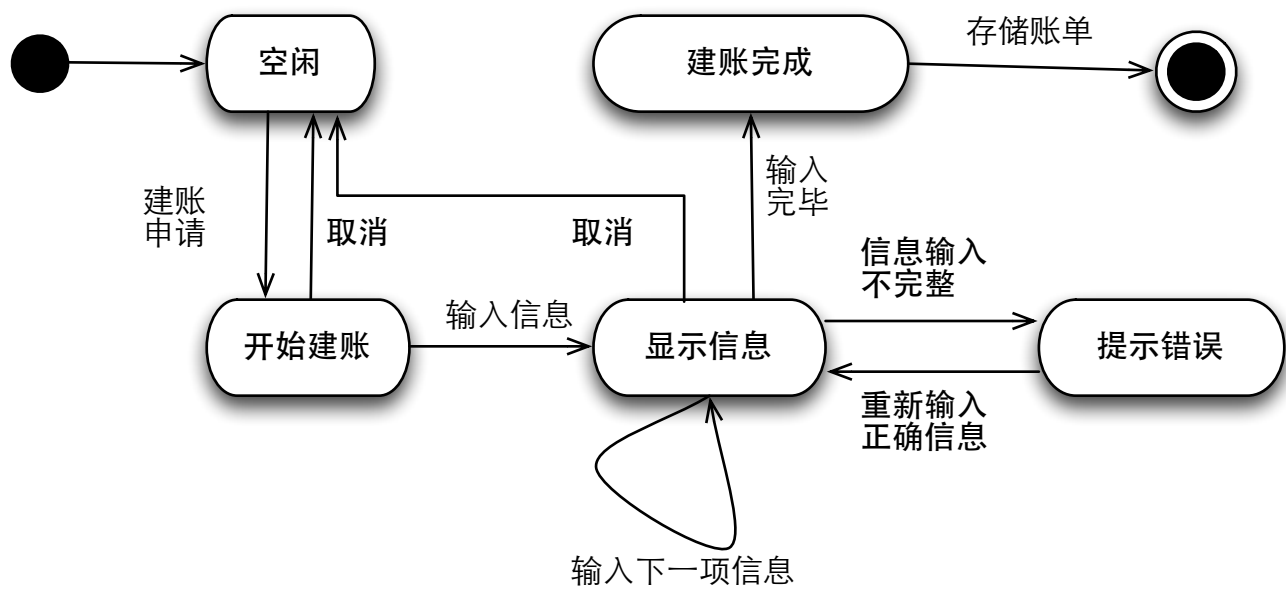 空闲
建账完成
存储账单
建账
申请
取消
取消
输入
完毕
信息输入
不完整
开始建账
输入信息
显示信息
提示错误
重新输入
正确信息
输入下一项信息